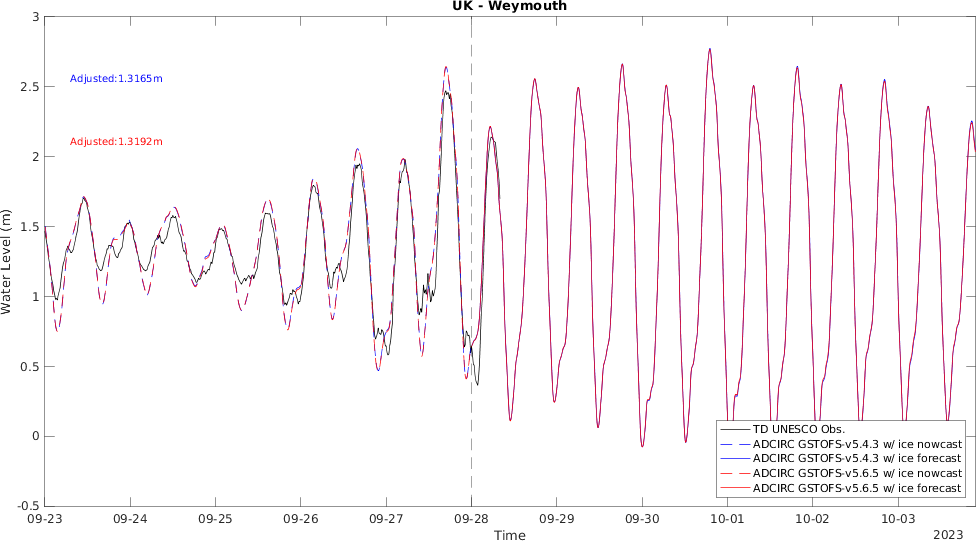 UK - Weymouth
3
2.5
2
1.5
1
0.5
0
-0.5
Water Level (m)
Adjusted:1.3165m
Adjusted:1.3192m
TD UNESCO Obs.
ADCIRC GSTOFS-v5.4.3 w/ ice nowcast
ADCIRC GSTOFS-v5.4.3 w/ ice forecast
ADCIRC GSTOFS-v5.6.5 w/ ice nowcast
ADCIRC GSTOFS-v5.6.5 w/ ice forecast
09-23 09-24 09-25 09-26 09-27 09-28 09-29 09-30 10-01 10-02 10-03
Time
2023